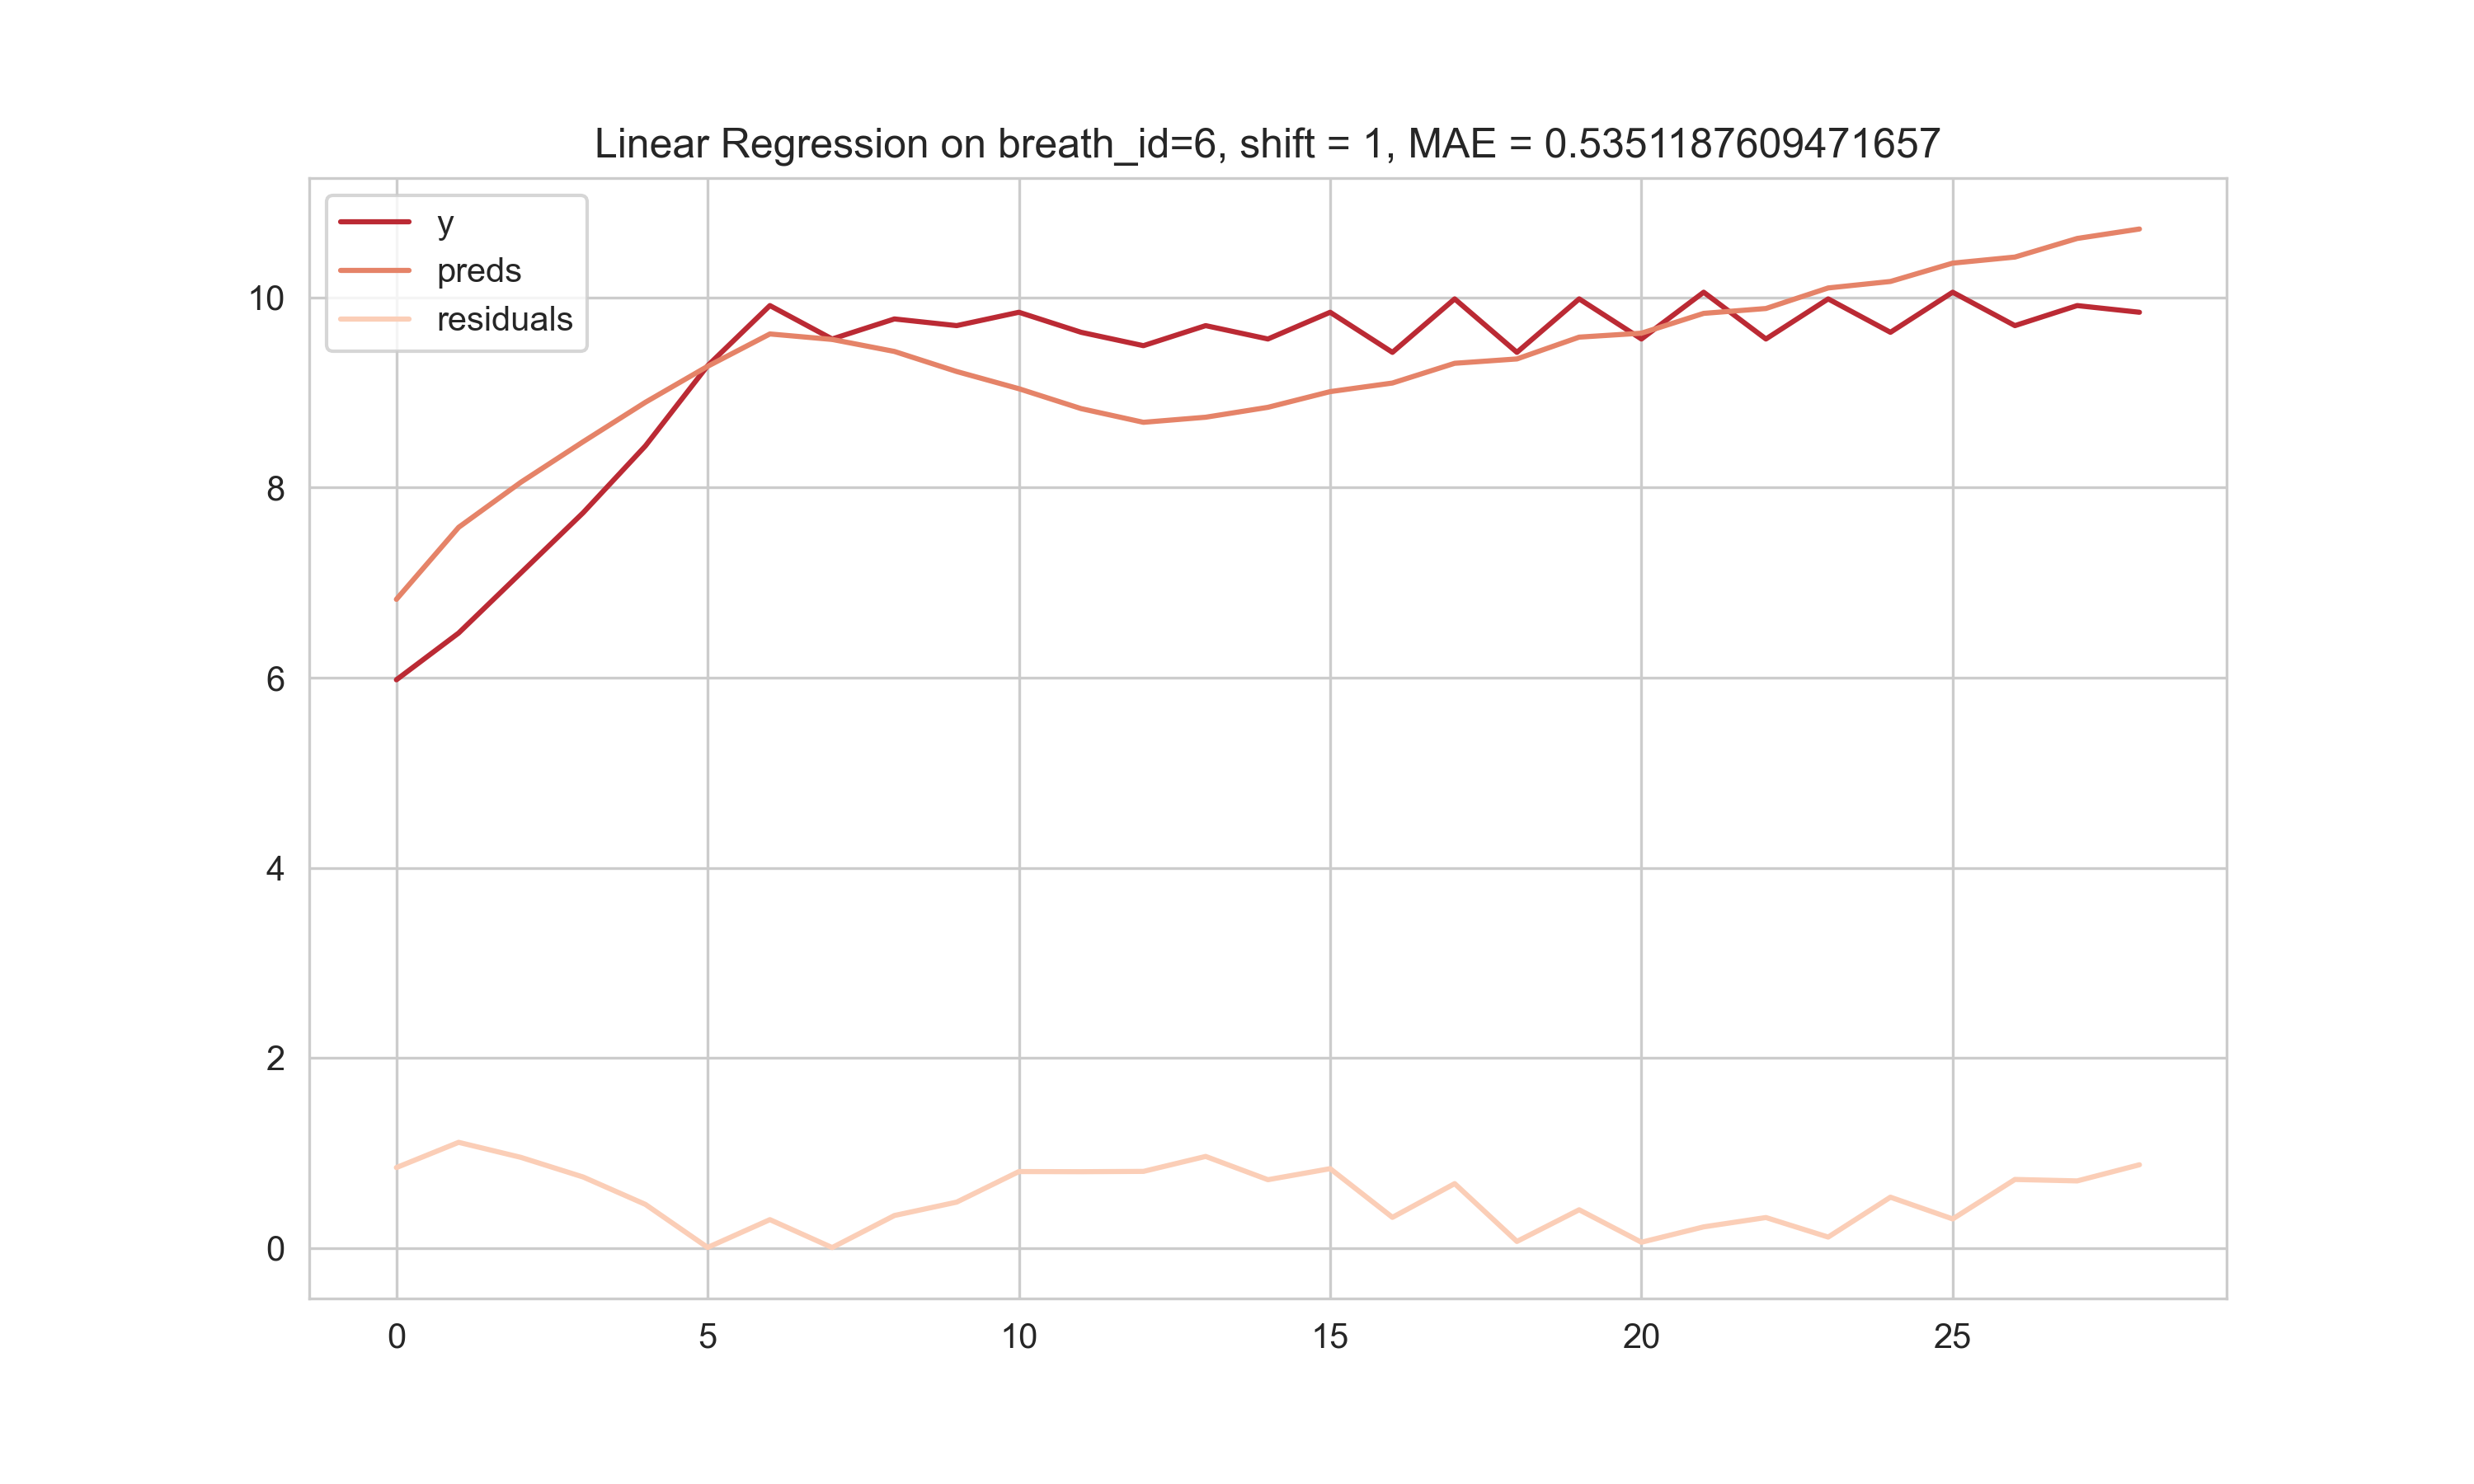 Linear Regression on breath_id=6, shift = 1, MAE = 0.5351187609471657
y
preds
residuals
10
8
6
4
2
0
0 5 10 15 20 25